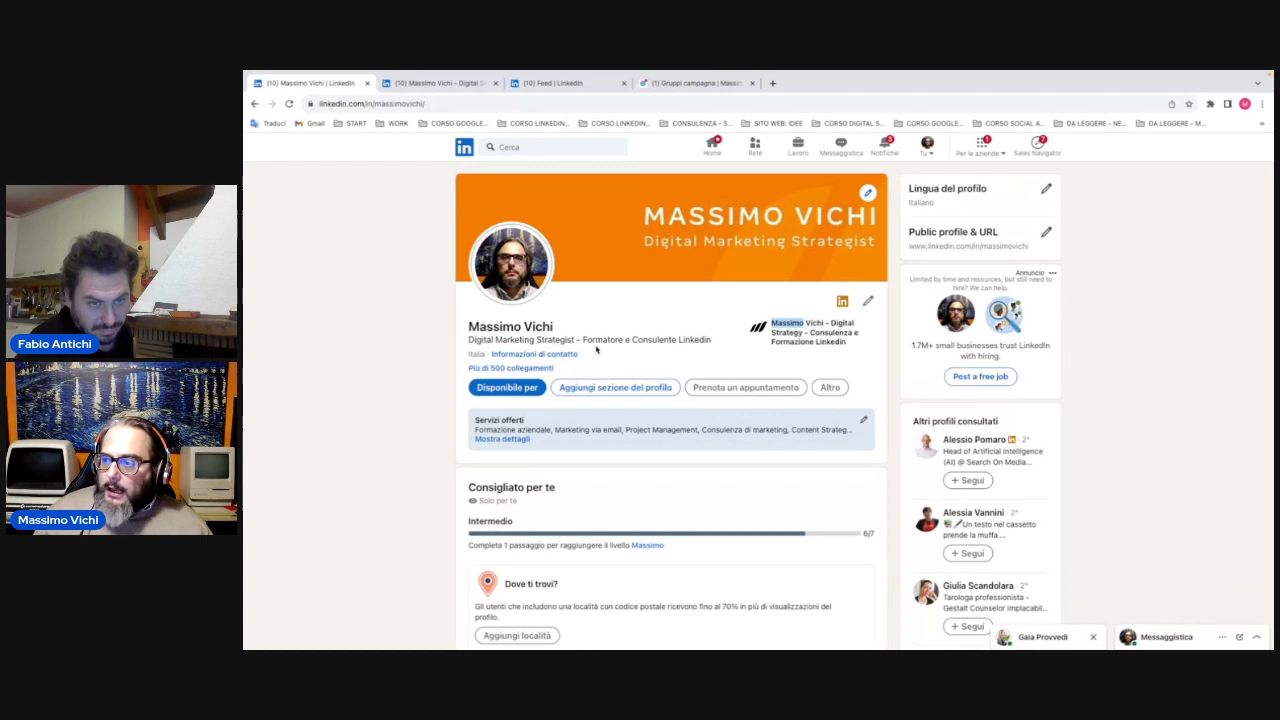 (10) Massimo Vichi | LinkedIn
(10) Massimo Vichi - Digital S
(10) Feed | LinkedIn
(1) Gruppi campagna | Massi
linkedin.com/in/massimovichi/
Traduci
Gmail
START
WORK
CORSO GOOGLE...
CORSO LINKEDIN...
CORSO LINKEDIN...
CONSULENZA - S...
SITO WEB: IDEE
CORSO DIGITAL S...
CORSO GOOGLE...
CORSO SOCIAL A...
DA LEGGERE - NE...
DA LEGGERE - M...
in
Cerca
Home
Rete
Lavoro
Messaggistica
Notifiche
3
Tu
Per le aziende
1
Sales Navigator
7
MASSIMO VICHI
Digital Marketing Strategist
Massimo Vichi
Digital Marketing Strategist - Formatore e Consulente Linkedin
Italia · Informazioni di contatto
Più di 500 collegamenti
Massimo Vichi - Digital
Strategy - Consulenza e
Formazione Linkedin
Disponibile per
Aggiungi sezione del profilo
Prenota un appuntamento
Altro
Servizi offerti
Formazione aziendale, Marketing via email, Project Management, Consulenza di marketing, Content Strateg...
Mostra dettagli
Consigliato per te
Solo per te
Intermedio
6/7
Completa 1 passaggio per raggiungere il livello Massimo
Dove ti trovi?
Gli utenti che includono una località con codice postale ricevono fino al 70% in più di visualizzazioni del
profilo.
Aggiungi località
Lingua del profilo
Italiano
Public profile & URL
www.linkedin.com/in/massimovichi
Annuncio
Limited by time and resources, but still need to
hire? We can help.
1.7M+ small businesses trust LinkedIn
with hiring.
Post a free job
Altri profili consultati
Alessio Pomaro in · 2°
Head of Artificial Intelligence
(AI) @ Search On Media...
+ Segui
Alessia Vannini · 2°
Un testo nel cassetto
prende la muffa....
+ Segui
Giulia Scandolara · 2°
Tarologa professionista •
Gestalt Counselor implacabil...
+ Segui
Gaia Provvedi
Messaggistica
Fabio Antichi
Massimo Vichi